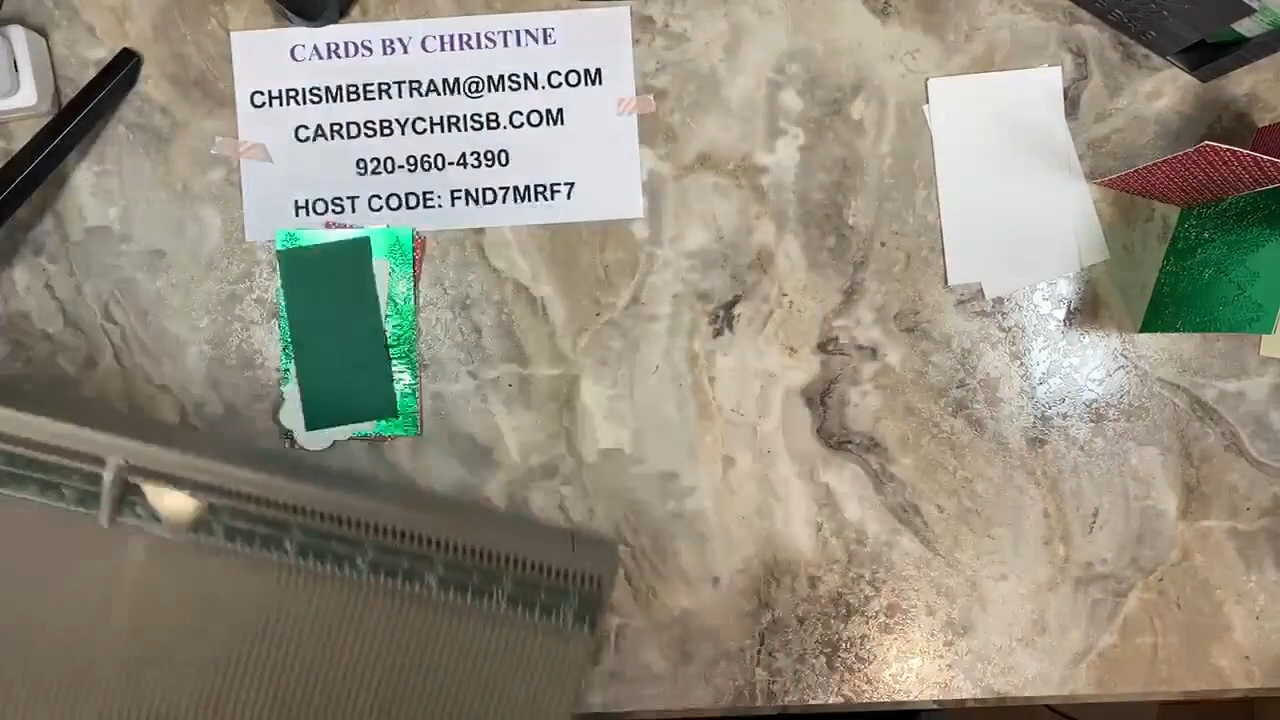 CARDS BY CHRISTINE
CHRISMBERTRAM@MSN.COM
CARDSBYCHRISB.COM
920-960-4390
HOST CODE: FND7MRF7